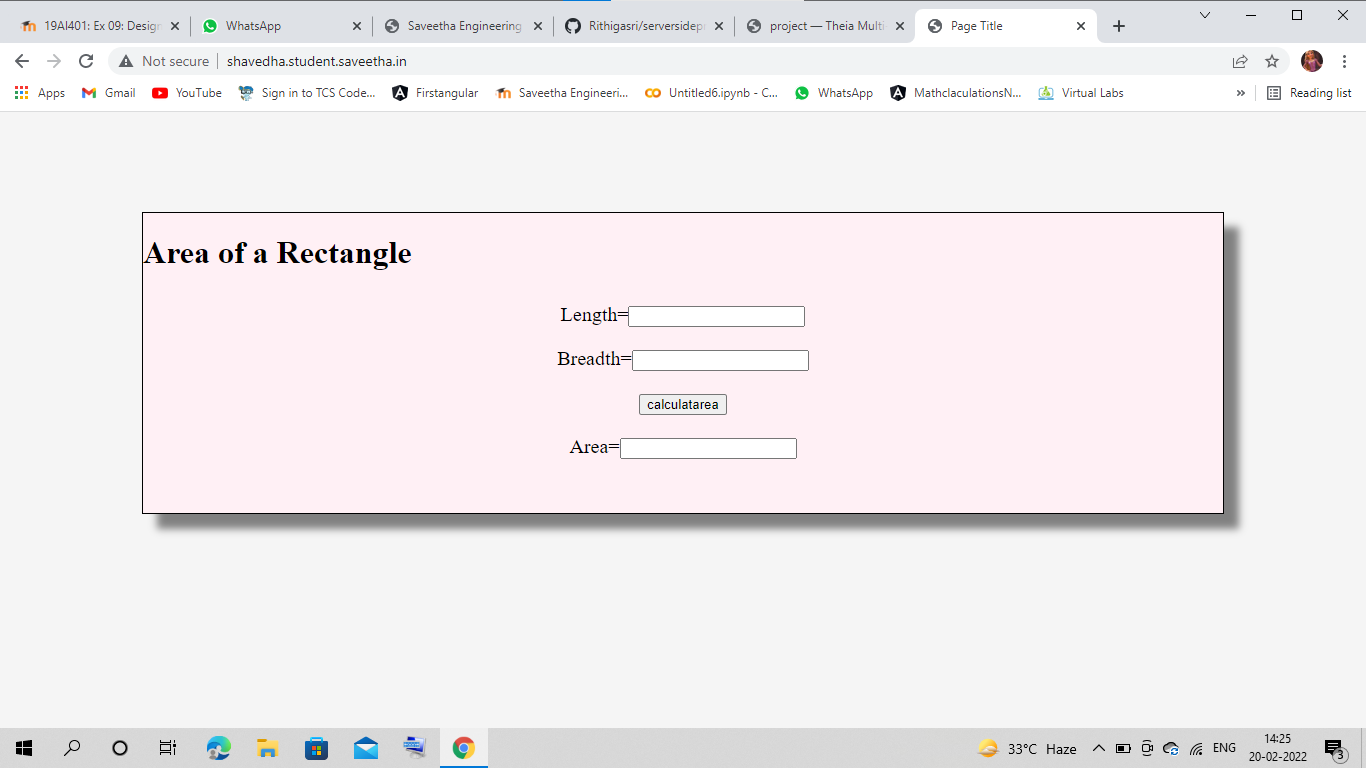 19AI401: Ex 09: Design
WhatsApp
Saveetha Engineering
Rithigasri/serversidepr
project — Theia Multi
Page Title
Not secure
shavedha.student.saveetha.in
Apps
Gmail
YouTube
Sign in to TCS Code...
Firstangular
Saveetha Engineeri...
Untitled6.ipynb - C...
WhatsApp
MathclaculationsN...
Virtual Labs
»
Reading list
Area of a Rectangle
Length=
Breadth=
calculatarea
Area=
33°C Haze
ENG
14:25
20-02-2022
3